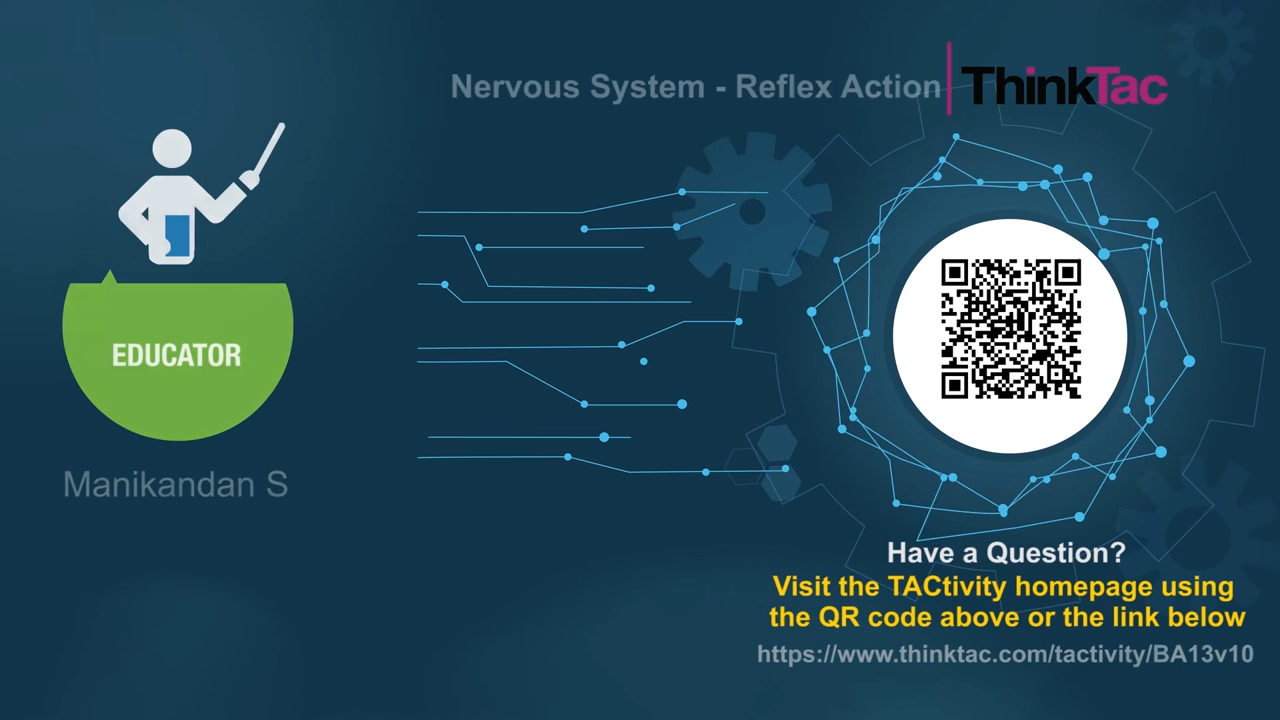 Nervous System - Reflex Action
ThinkTac
EDUCATOR
Manikandan S
Have a Question?
Visit the TACtivity homepage using
the QR code above or the link below
https://www.thinktac.com/tactivity/BA13v10